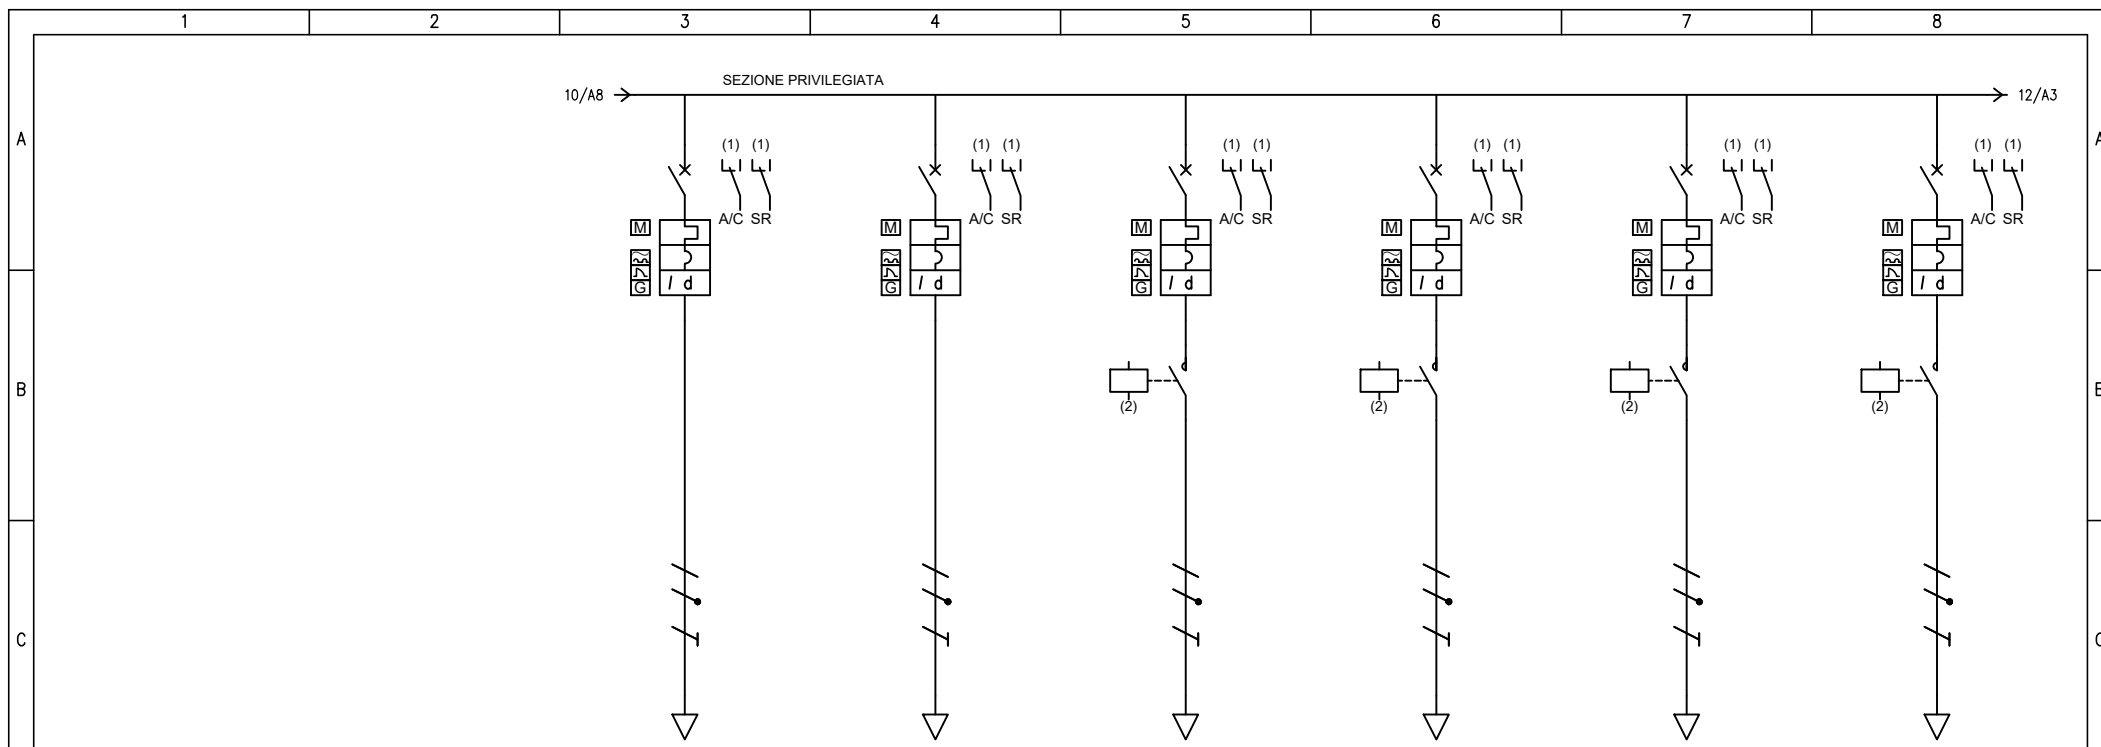 1 2 3 4 5 6 7 8
SEZIONE PRIVILEGIATA
10/A8 12/A3
A A
(1) (1) (1) (1) (1) (1) (1) (1) (1) (1) (1) (1)
A/C SR A/C SR A/C SR A/C SR A/C SR A/C SR
M M M M M M
G I d G I d G I d G I d G I d G I d
B B
(2) (2) (2) (2)
C C